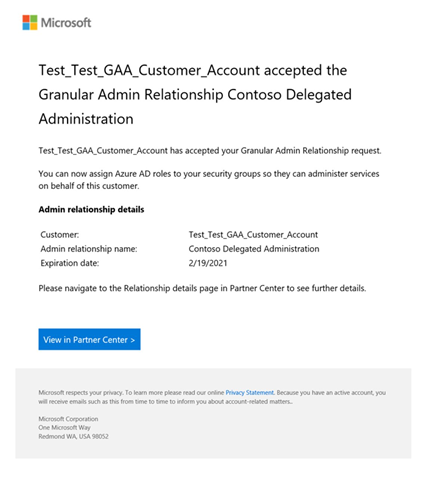 Microsoft
Test_Test_GAA_Customer_Account accepted the
Granular Admin Relationship Contoso Delegated
Administration
Test_Test_GAA_Customer_Account has accepted your Granular Admin Relationship request.
You can now assign Azure AD roles to your security groups so they can administer services
on behalf of this customer.
Admin relationship details
Customer: Test_Test_GAA_Customer_Account
Admin relationship name: Contoso Delegated Administration
Expiration date: 2/19/2021
Please navigate to the Relationship details page in Partner Center to see further details.
View in Partner Center >
Microsoft respects your privacy. To learn more please read our online Privacy Statement. Because you have an active account, you
will receive emails such as this from time to time to inform you about account-related matters..
Microsoft Corporation
One Microsoft Way
Redmond WA, USA 98052